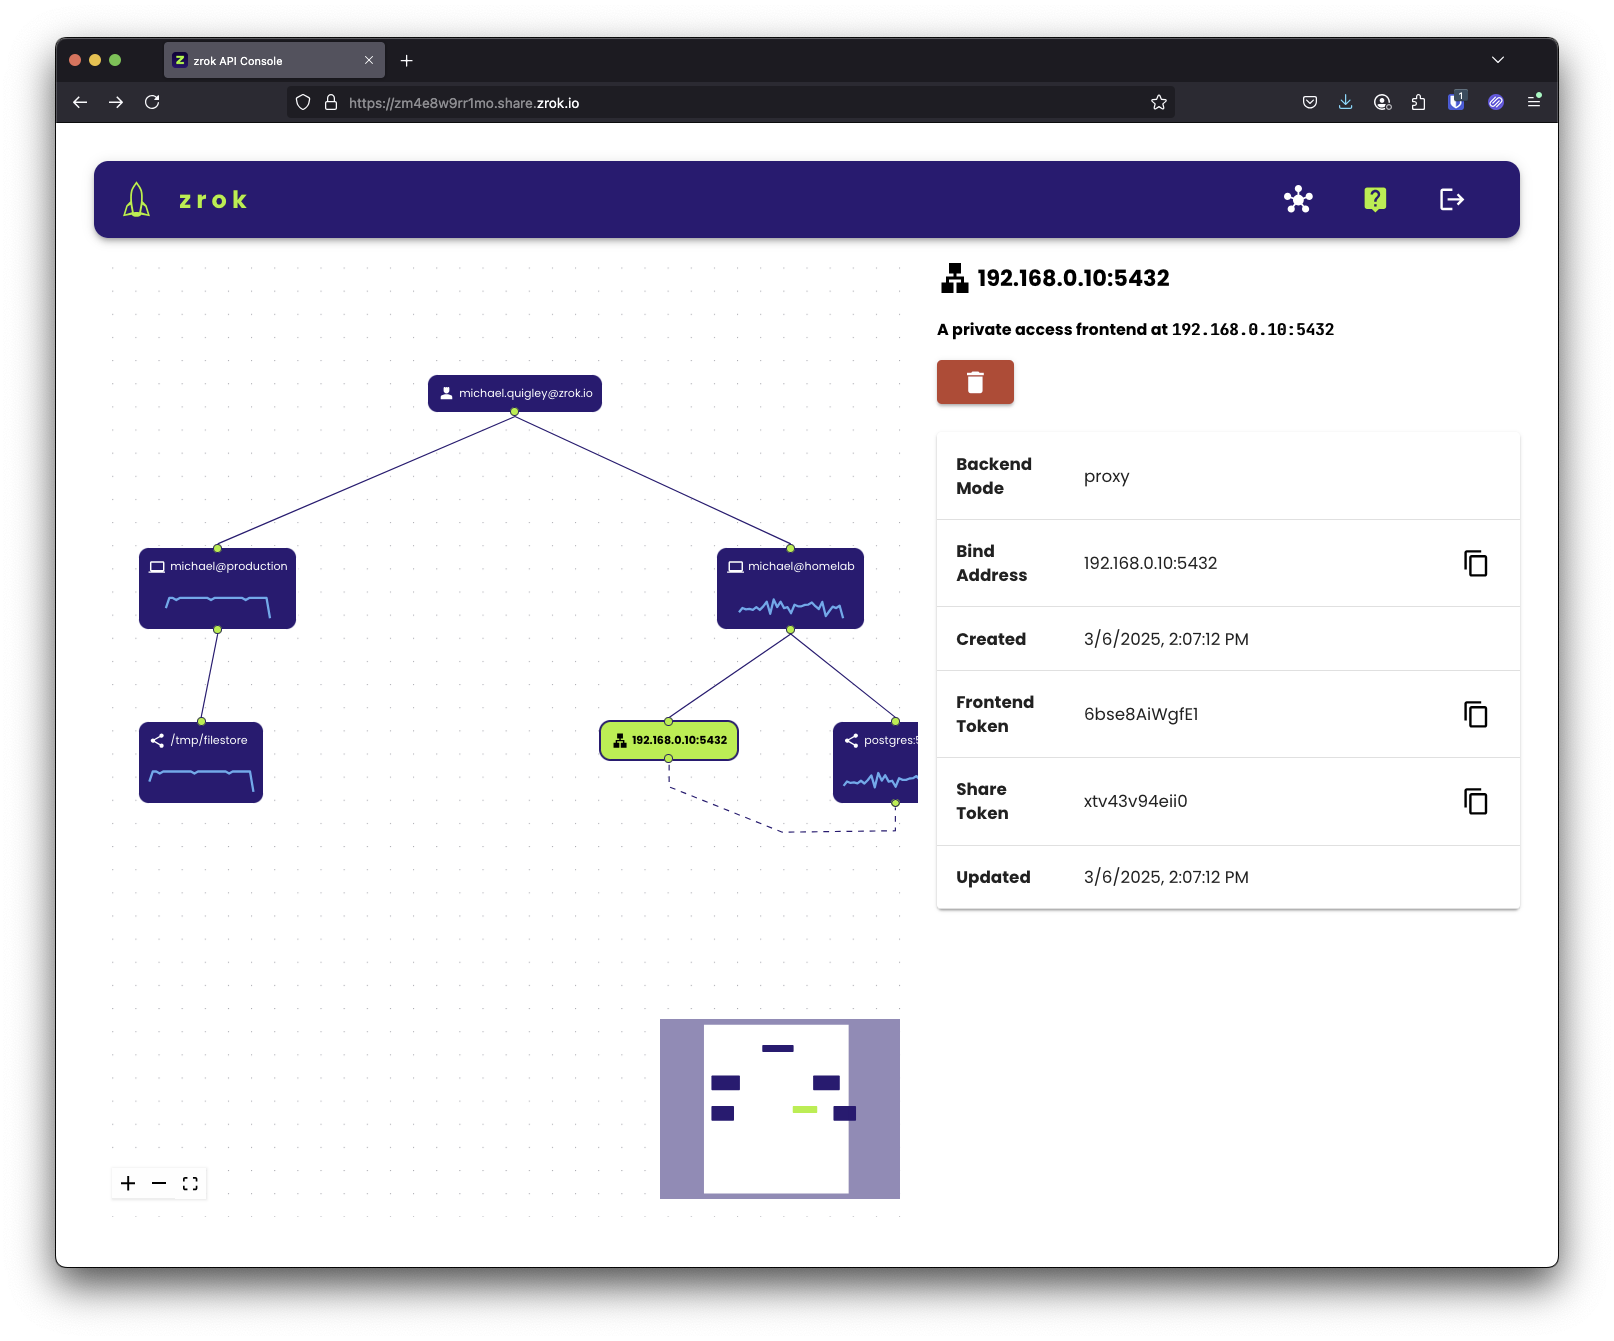 zrok API Console
https://zm4e8w9rr1mo.share.zrok.io
1
zrok
192.168.0.10:5432
A private access frontend at 192.168.0.10:5432
michael.quigley@zrok.io
michael@production
michael@homelab
/tmp/filestore
192.168.0.10:5432
postgres:5
Backend Mode
proxy
Bind Address
192.168.0.10:5432
Created
3/6/2025, 2:07:12 PM
Frontend Token
6bse8AiWgfE1
Share Token
xtv43v94eii0
Updated
3/6/2025, 2:07:12 PM